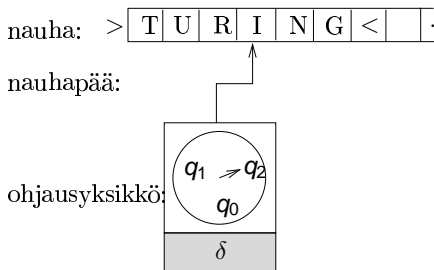 nauha: > T U R I N G <
nauhapää:
q1 q2
ohjausyksikkö:
q0
δ